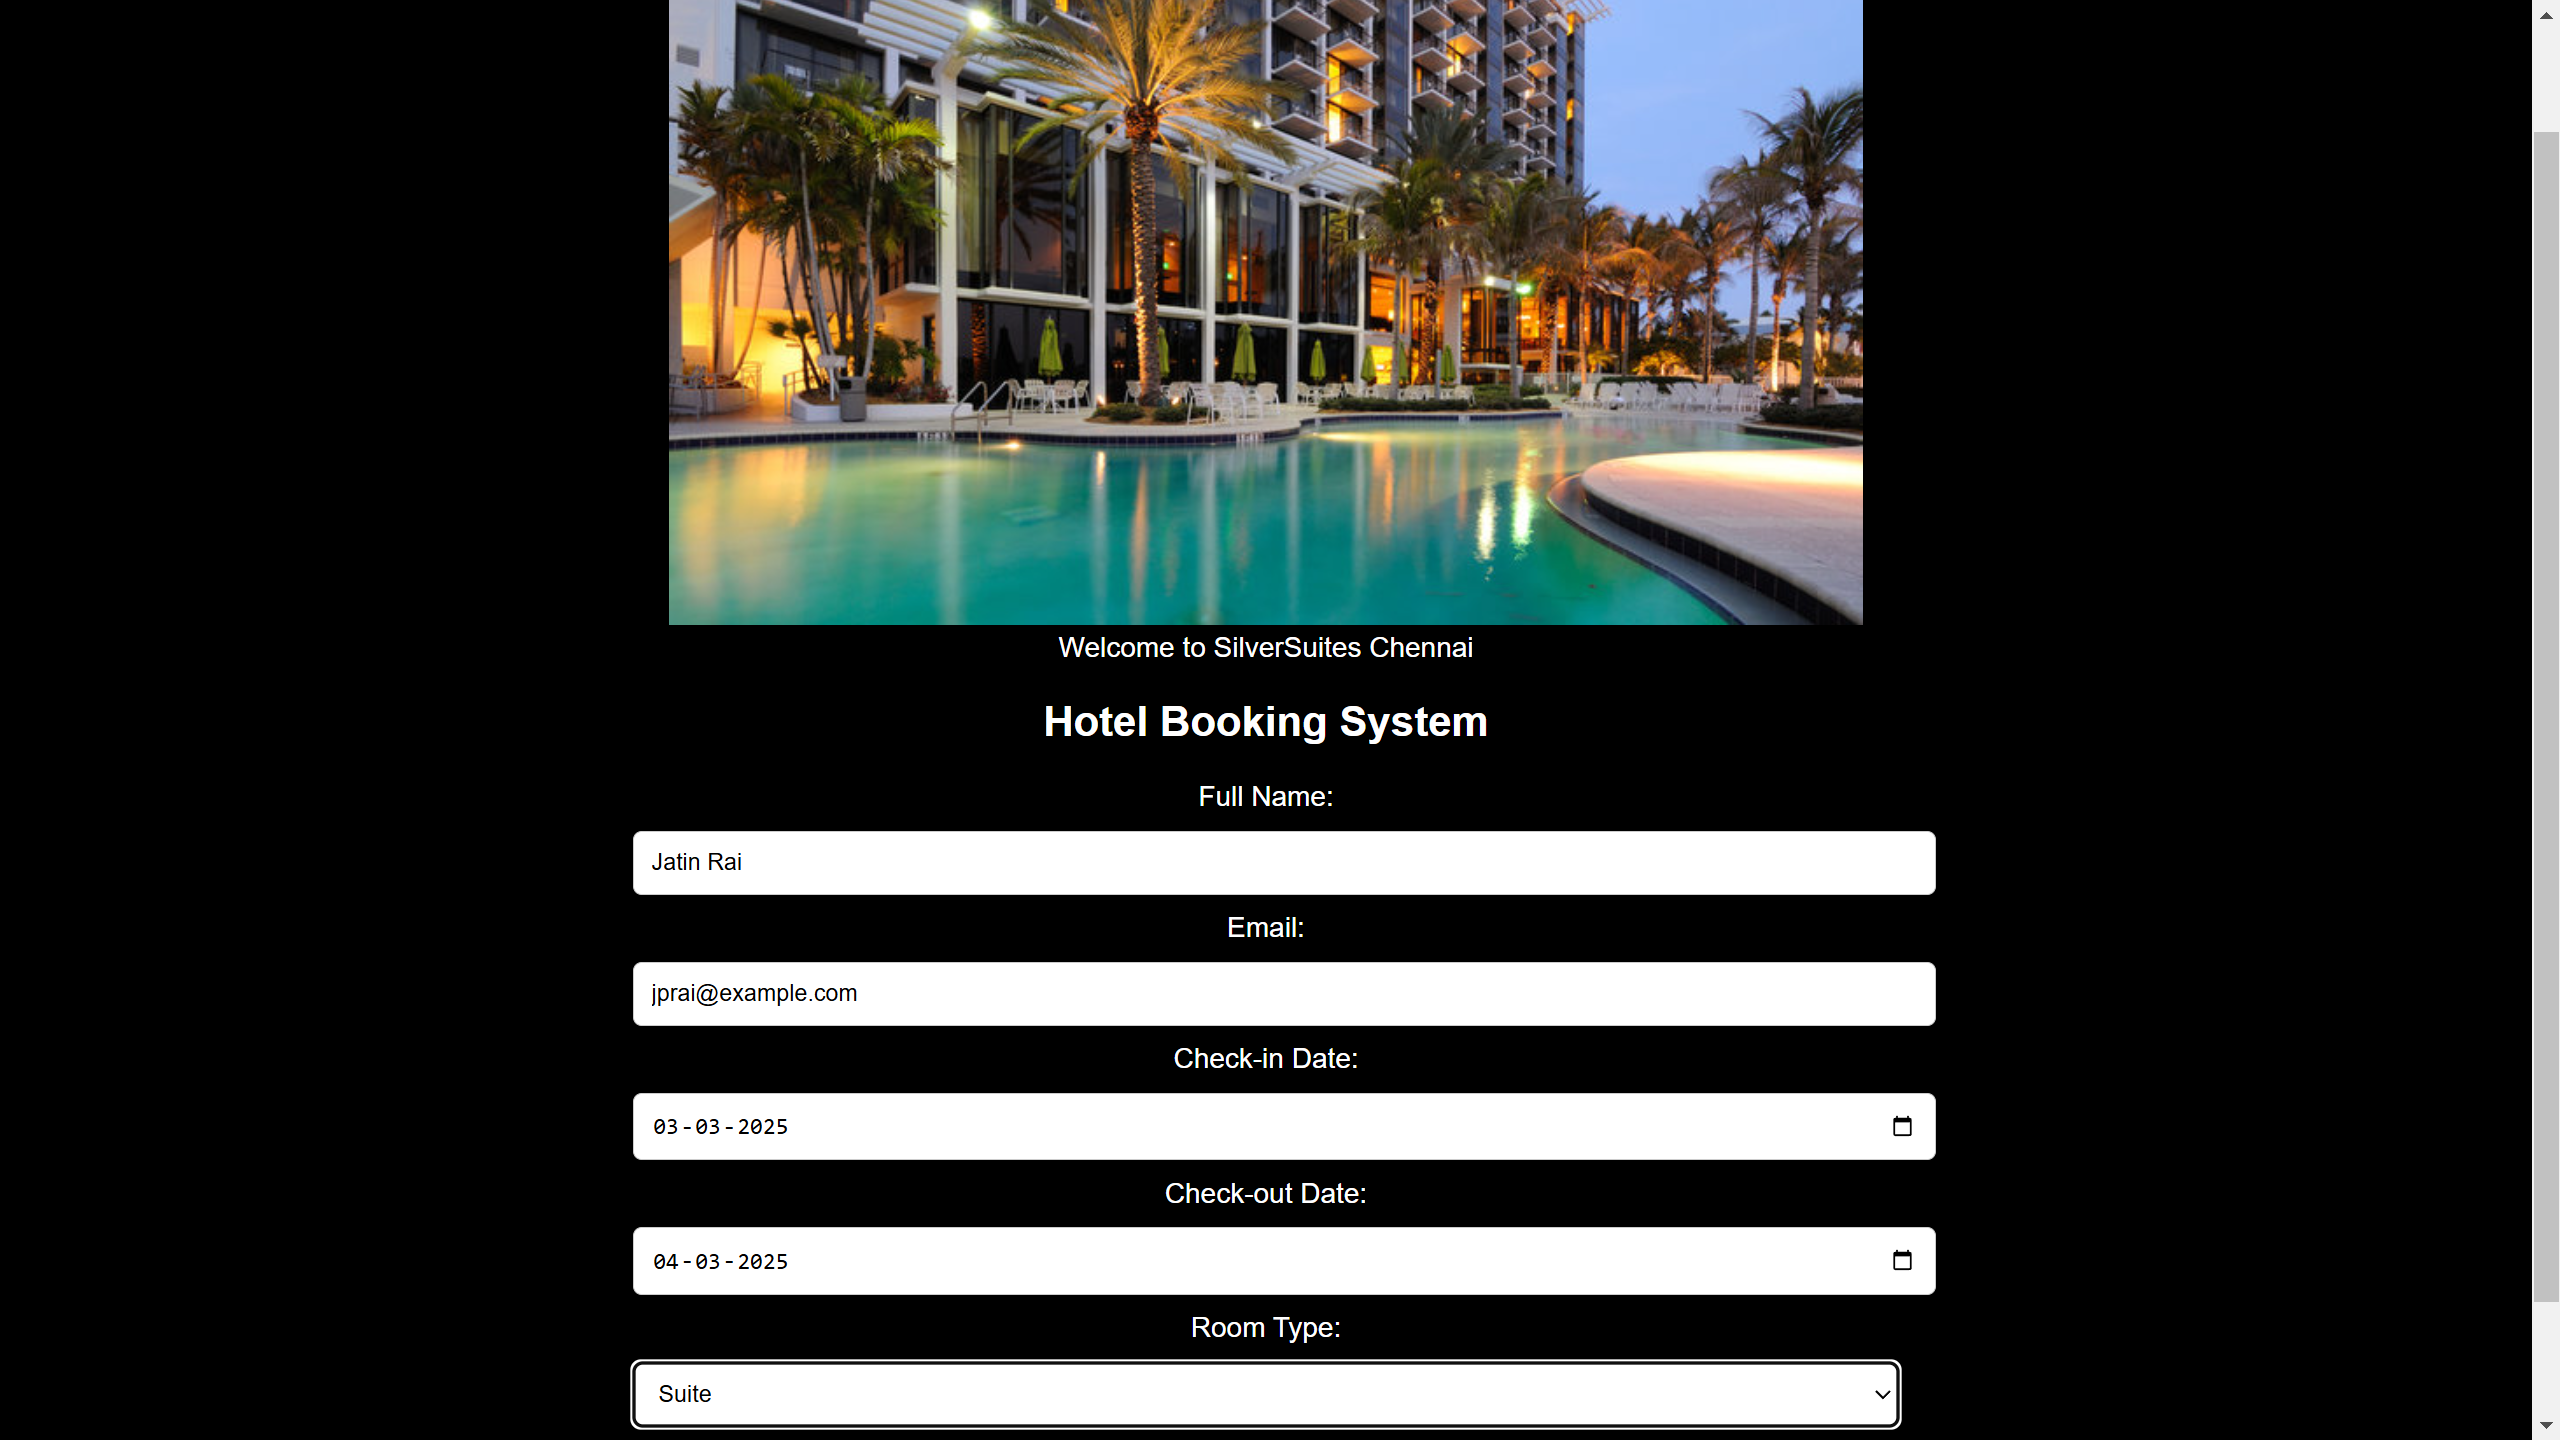 Welcome to SilverSuites Chennai
Hotel Booking System
Full Name:
Jatin Rai
Email:
jprai@example.com
Check-in Date:
03-03-2025
Check-out Date:
04-03-2025
Room Type:
Suite